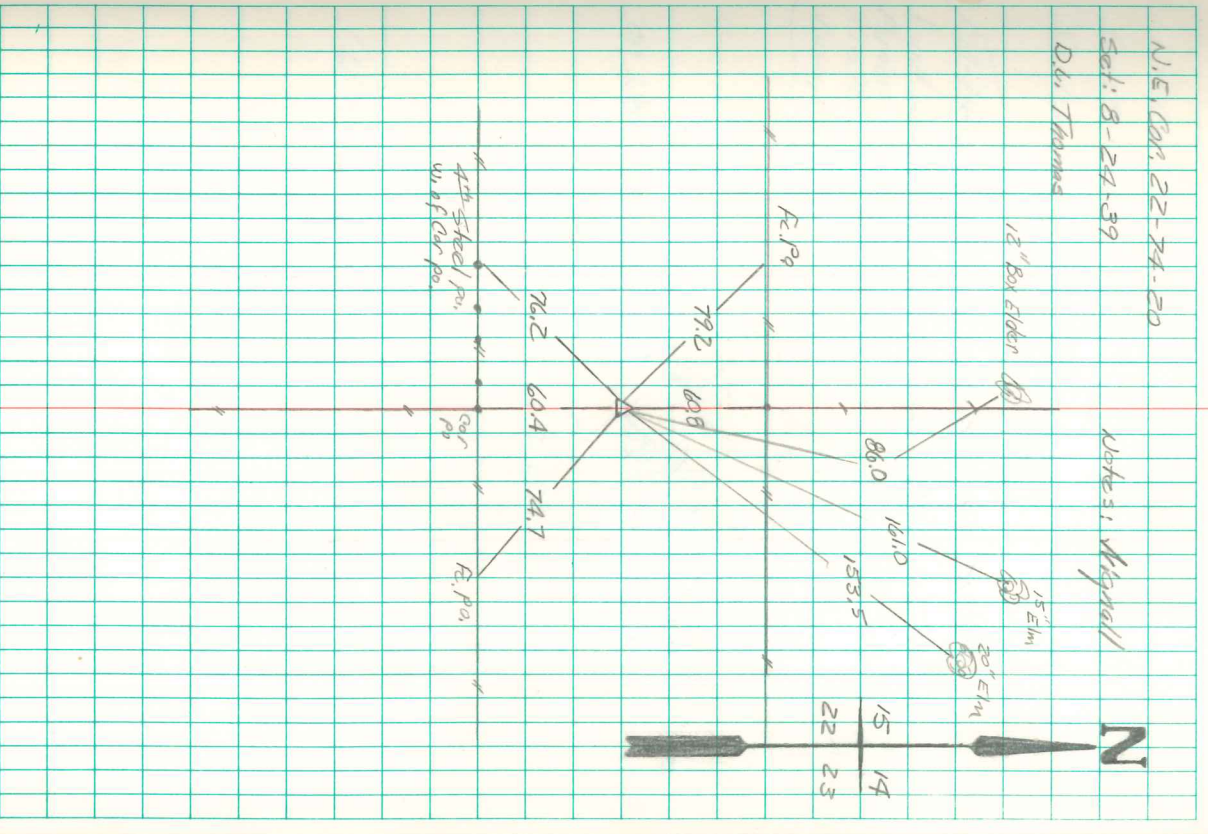 N.E. Cor. 22-74-20
Set: 8-24-39
D.L. Thomas
Notes: Mignall
12" Box Elder
15" Elm
20" Elm
N
15 14
22 23
Fc. Po.
86.0
161.0
153.5
79.2
60.8
76.2
60.4
74.7
4th Steel po.
W. of Cor po.
Cor
po
Fc. po.